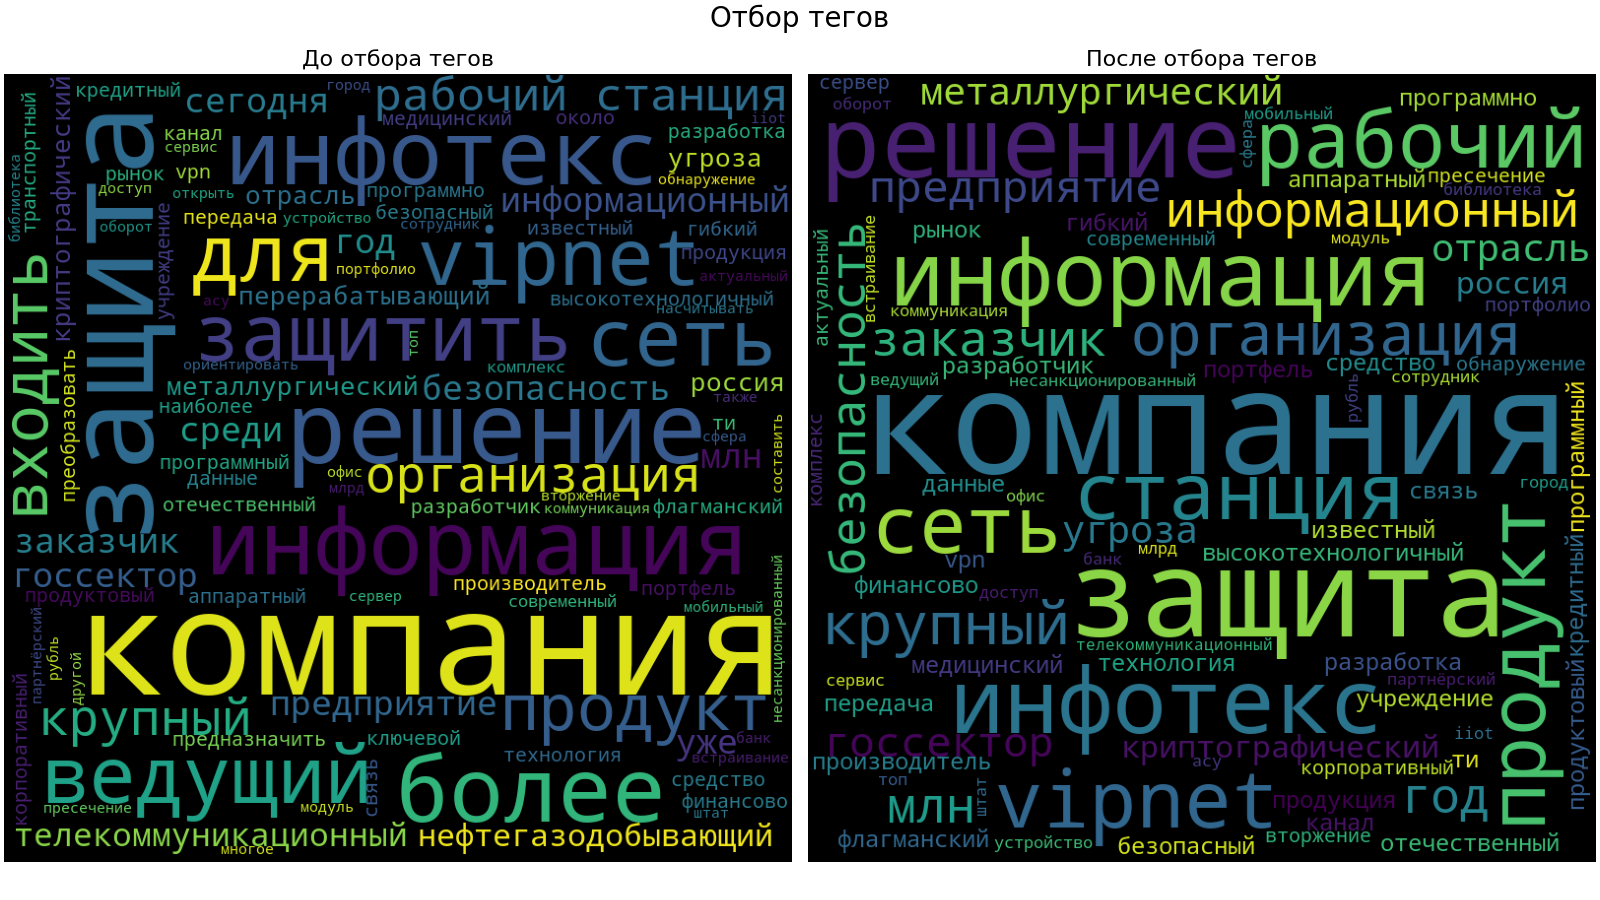 Отбор тегов
До отбора тегов
После отбора тегов
кредитный
город
сегодня
рабочий
станция
медицинский
около
iiot
канал
сервис
инфотекс
разработка
угроза
обнаружение
транспортный
библиотека
криптографический
защита
рынок
vpn
доступ
открыть
отрасль
программно
информационный
оборот
передача
устройство
безопасный
сотрудник
известный
гибкий
учреждение
для
год
vipnet
продукция
портфолио
актуальный
асу
перерабатывающий
высокотехнологичный
насчитывать
входить
защитить
топ
сеть
преобразовать
ориентировать
комплекс
металлургический
безопасность
россия
также
наиболее
решение
среди
ти
сфера
составить
программный
данные
офис
млрд
организация
млн
отечественный
вторжение
разработчик
коммуникация
флагманский
заказчик
информация
госсектор
производитель
портфель
продуктовый
аппаратный
сервер
современный
мобильный
несанкционированный
партнёрский
рубль
другой
компания
корпоративный
крупный
предприятие
продукт
предназначить
ключевой
уже
банк
технология
встраивание
ведущий
связь
более
средство
финансово
пресечение
модуль
штат
телекоммуникационный
нефтегазодобывающий
многое
сервер
оборот
металлургический
программно
мобильный
решение
сфера
рабочий
предприятие
аппаратный
пресечение
библиотека
информационный
гибкий
рынок
современный
модуль
отрасль
актуальный
встраивание
безопасность
информация
россия
портфолио
коммуникация
заказчик
организация
разработчик
портфель
средство
обнаружение
ведущий
несанкционированный
рубль
сотрудник
комплекс
компания
программный
данные
офис
станция
связь
город
сеть
угроза
известный
vpn
банк
млрд
высокотехнологичный
финансово
доступ
защита
продукт
кредитный
крупный
телекоммуникационный
медицинский
технология
разработка
партнёрский
сервис
передача
инфотекс
учреждение
продуктовый
госсектор
криптографический
iiot
производитель
асу
корпоративный
ти
топ
штат
млн
vipnet
продукция
год
канал
флагманский
устройство
безопасный
вторжение
отечественный